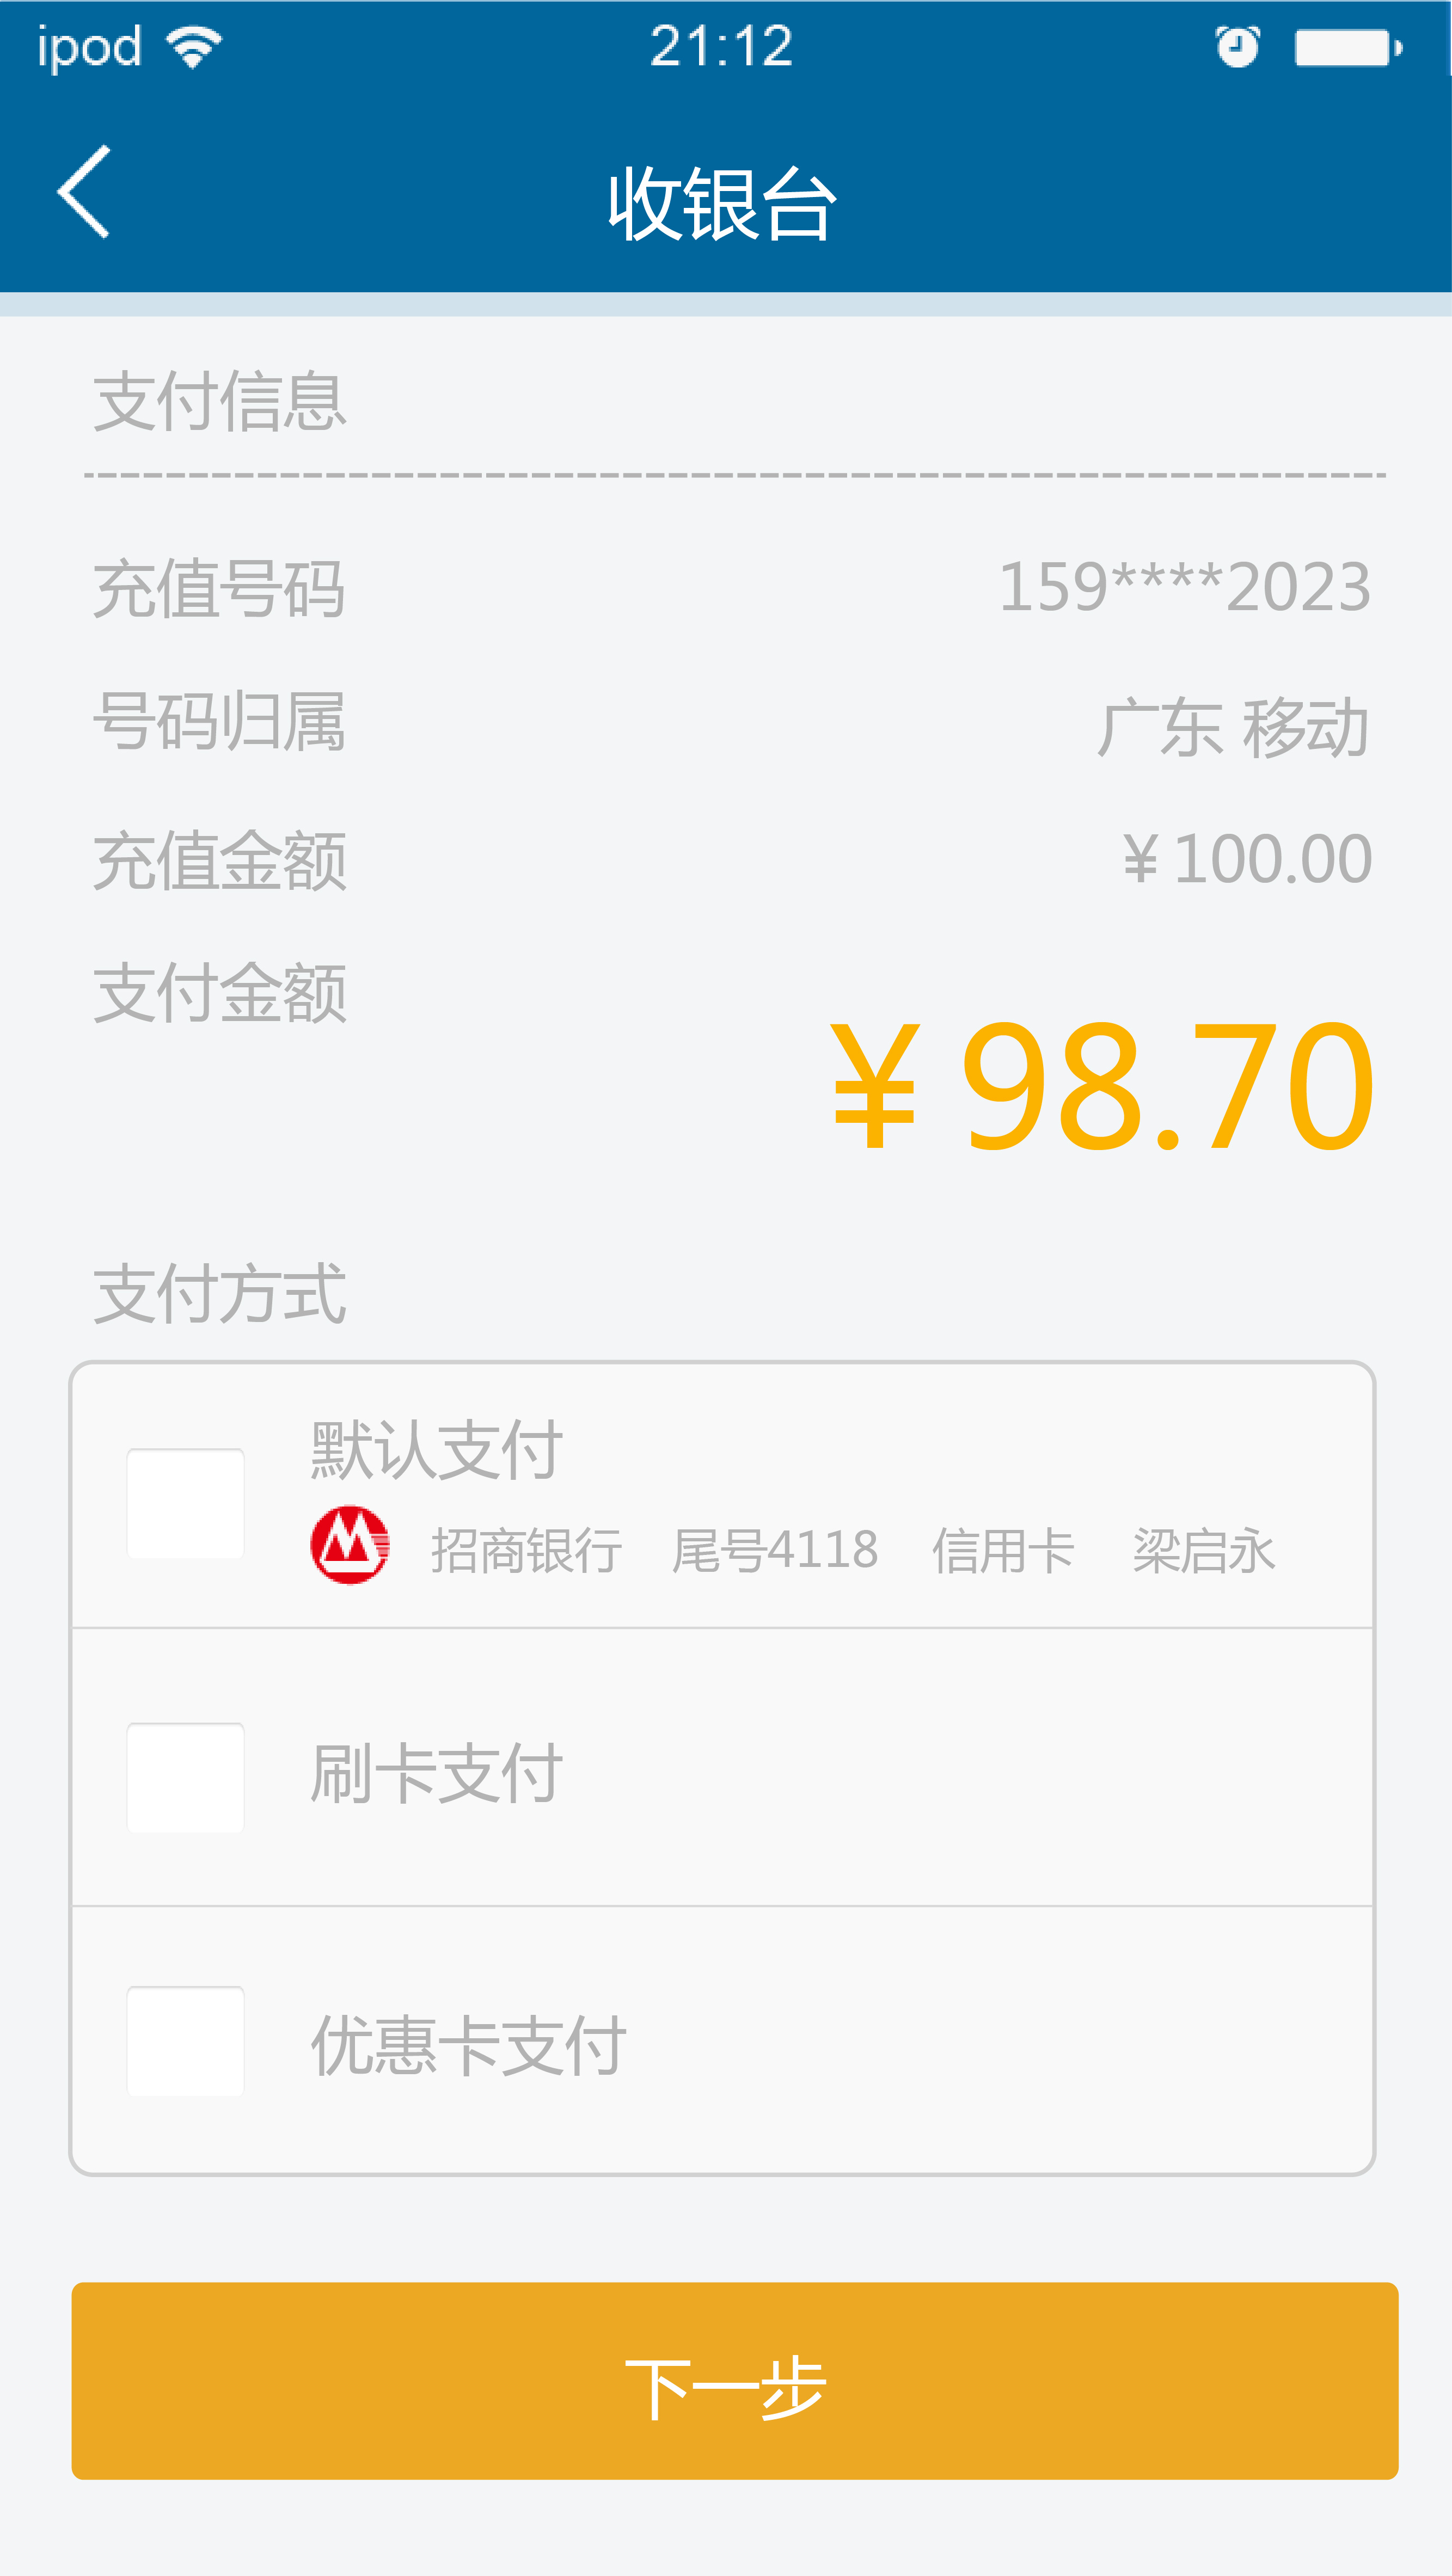 ipod 21:12
收银台
支付信息
充值号码 159****2023
号码归属 广东 移动
充值金额 ¥100.00
支付金额
¥98.70
支付方式
默认支付
招商银行 尾号4118 信用卡 梁启永
刷卡支付
优惠卡支付
下一步